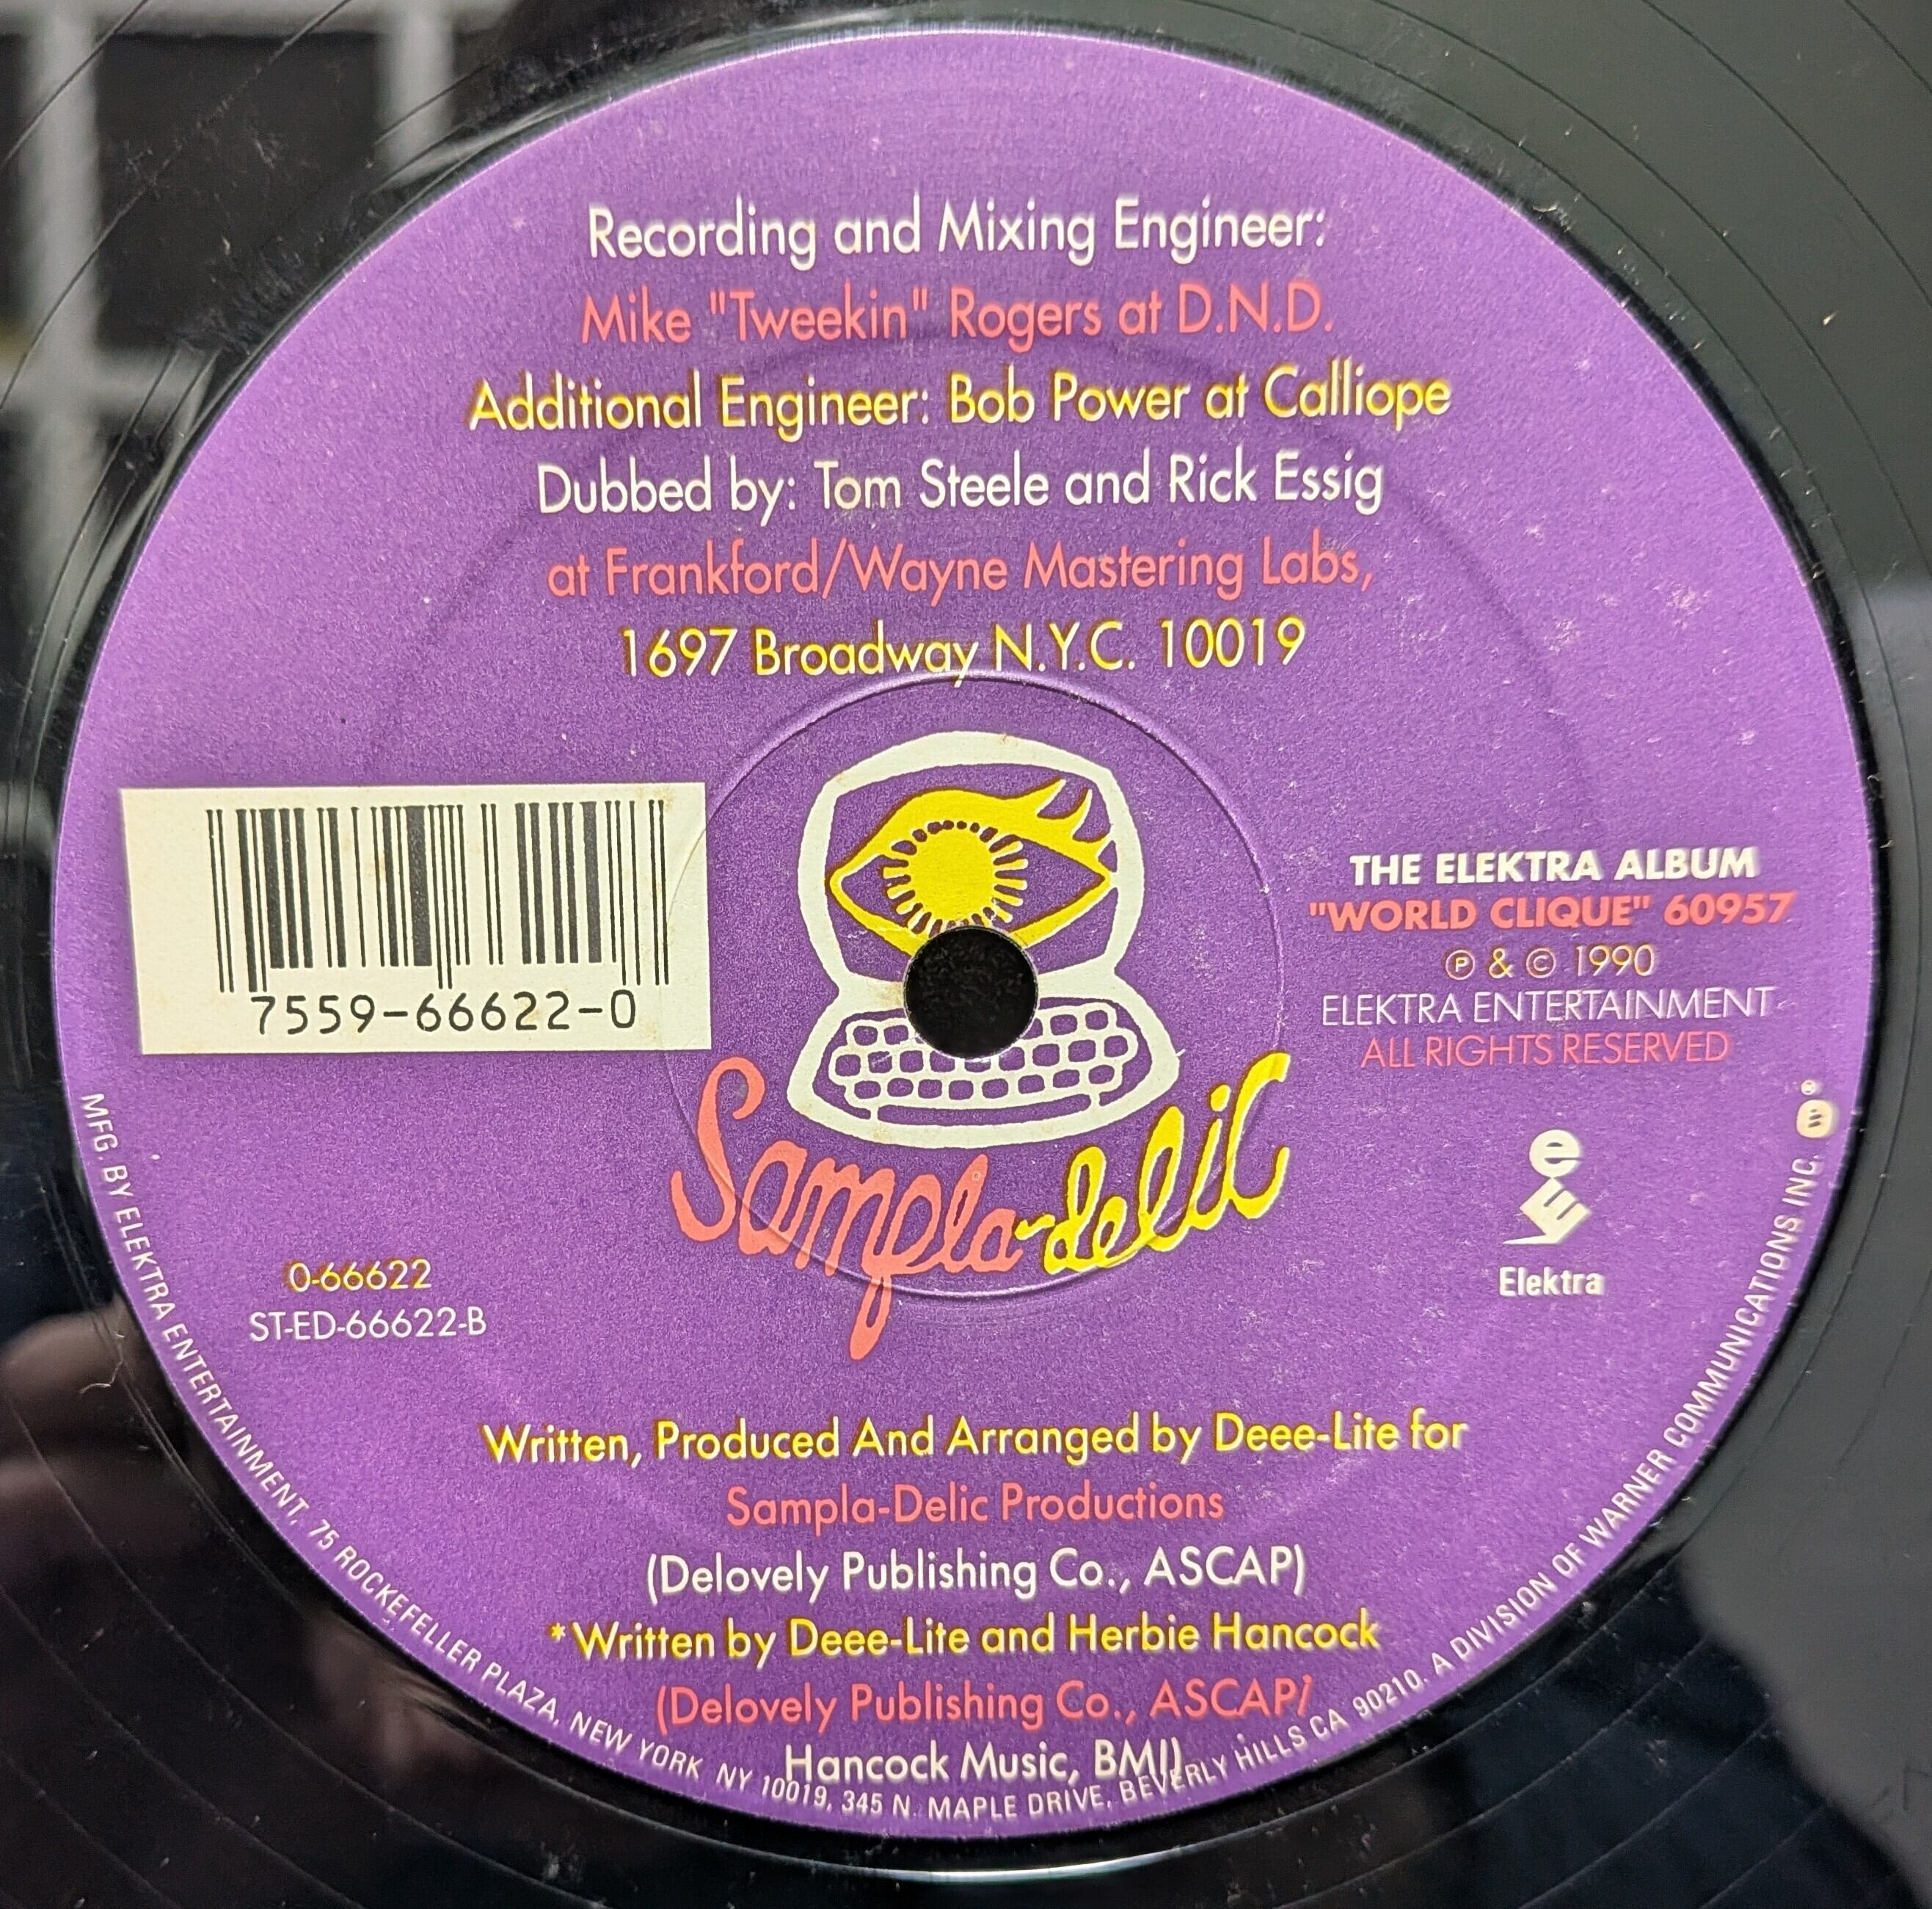 Recording and Mixing Engineer:
Mike "Tweekin" Rogers at D.N.D.
Additional Engineer: Bob Power at Calliope
Dubbed by: Tom Steele and Rick Essig
at Frankford/Wayne Mastering Labs,
1697 Broadway N.Y.C. 10019
7559-66622-0
THE ELEKTRA ALBUM
"WORLD CLIQUE" 60957
℗ & © 1990
ELEKTRA ENTERTAINMENT
ALL RIGHTS RESERVED
Sampla-delic
e
E
Elektra
0-66622
ST-ED-66622-B
Written, Produced And Arranged by Deee-Lite for
Sampla-Delic Productions
(Delovely Publishing Co., ASCAP)
*Written by Deee-Lite and Herbie Hancock
(Delovely Publishing Co., ASCAP/
Hancock Music, BMI)
MFG. BY ELEKTRA ENTERTAINMENT, 75 ROCKEFELLER PLAZA, NEW YORK NY 10019, 345 N. MAPLE DRIVE, BEVERLY HILLS CA 90210. A DIVISION OF WARNER COMMUNICATIONS INC. w®